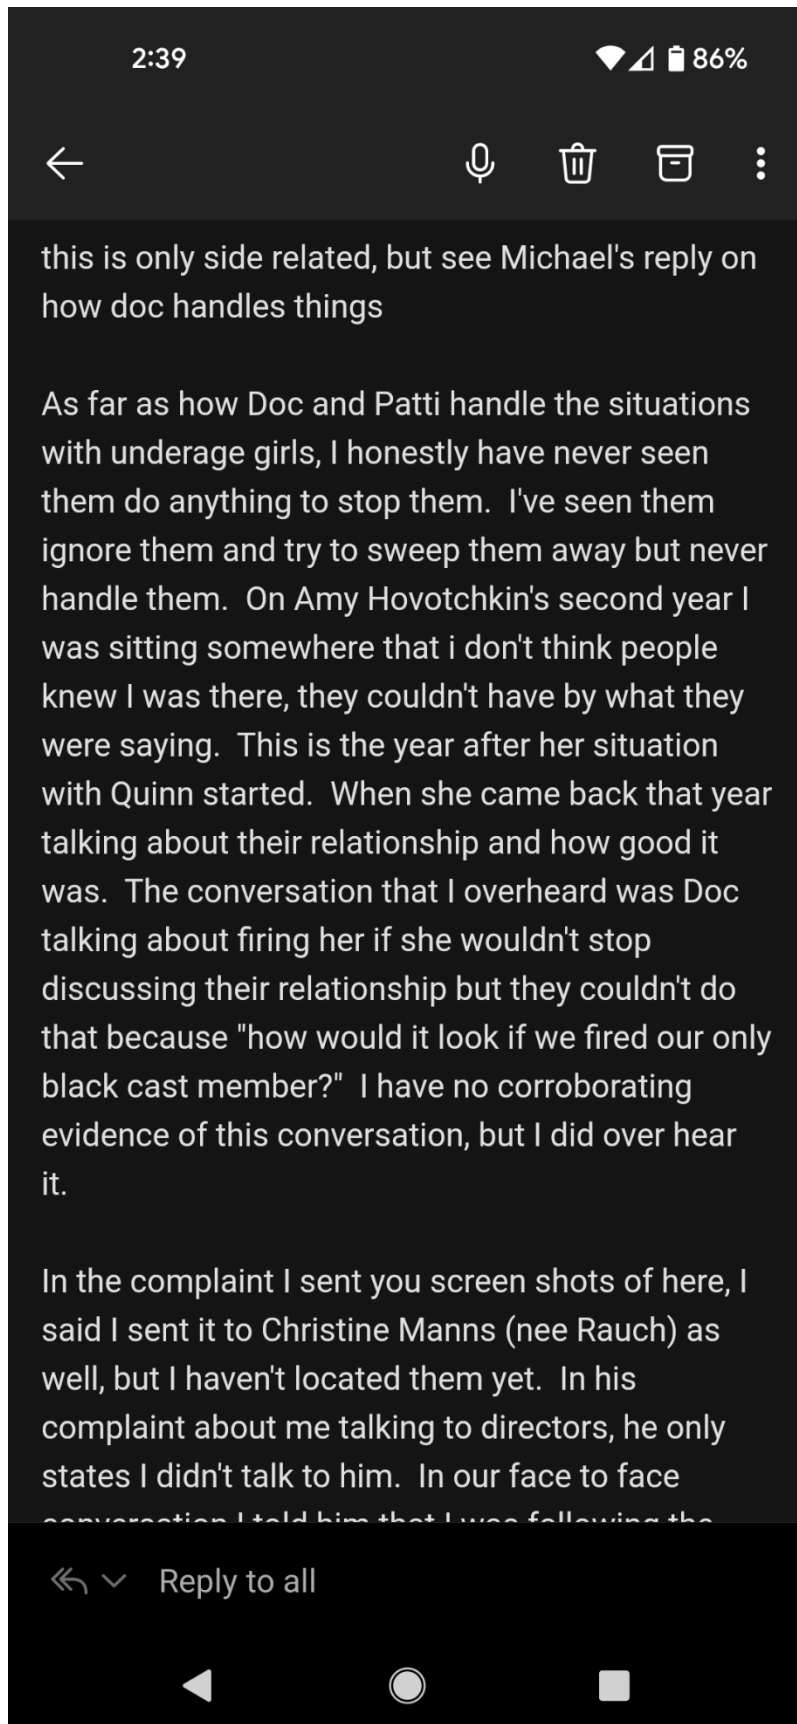 2:39
86%
this is only side related, but see Michael's reply on
how doc handles things
As far as how Doc and Patti handle the situations
with underage girls, I honestly have never seen
them do anything to stop them.  I've seen them
ignore them and try to sweep them away but never
handle them.  On Amy Hovotchkin's second year I
was sitting somewhere that i don't think people
knew I was there, they couldn't have by what they
were saying.  This is the year after her situation
with Quinn started.  When she came back that year
talking about their relationship and how good it
was.  The conversation that I overheard was Doc
talking about firing her if she wouldn't stop
discussing their relationship but they couldn't do
that because "how would it look if we fired our only
black cast member?"  I have no corroborating
evidence of this conversation, but I did over hear
it.
In the complaint I sent you screen shots of here, I
said I sent it to Christine Manns (nee Rauch) as
well, but I haven't located them yet.  In his
complaint about me talking to directors, he only
states I didn't talk to him.  In our face to face
conversation I told him that I was following the
Reply to all